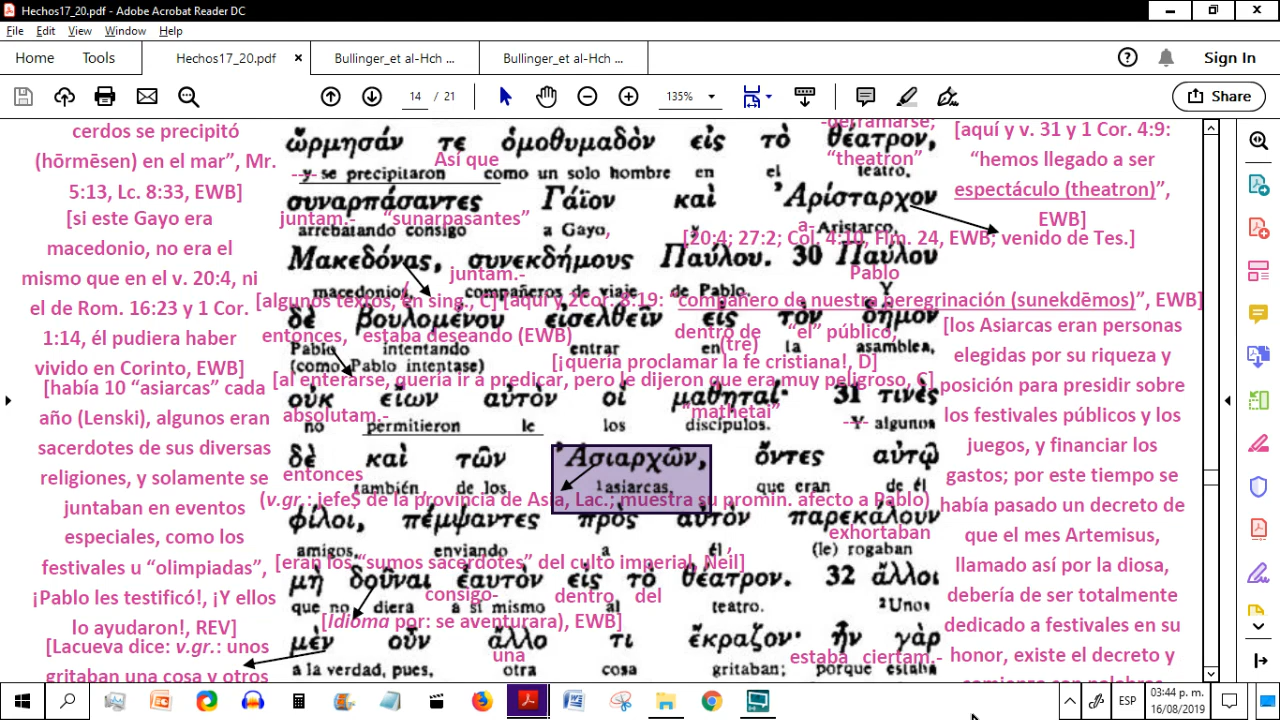 Hechos17_20.pdf - Adobe Acrobat Reader DC
File Edit View Window Help
Home Tools Hechos17_20.pdf × Bullinger_et al-Hch ... Bullinger_et al-Hch ... Sign In
14 / 21 135% Share
cerdos se precipitó
(hōrmēsen) en el mar”, Mr.
5:13, Lc. 8:33, EWB]
[si este Gayo era
macedonio, no era el
mismo que en el v. 20:4, ni
el de Rom. 16:23 y 1 Cor.
1:14, él pudiera haber
vivido en Corinto, EWB]
[había 10 “asiarcas” cada
año (Lenski), algunos eran
sacerdotes de sus diversas
religiones, y solamente se
juntaban en eventos
especiales, como los
festivales u “olimpiadas”,
¡Pablo les testificó!, ¡Y ellos
lo ayudaron!, REV]
[Lacueva dice: v.gr.: unos
gritaban una cosa y otros
-derramarse;
ὥρμησάν τε ὁμοθυμαδὸν εἰς τὸ θέατρον,
Así que “theatron”
y se precipitaron como un solo hombre en el teatro,
συναρπάσαντες Γάϊον καὶ Ἀρίσταρχον
juntam.- “sunarpasantes” a-
arrebatando consigo a Gayo, y Aristarco,
[20:4; 27:2; Col. 4:10, Flm. 24, EWB; venido de Tes.]
Μακεδόνας, συνεκδήμους Παύλου. 30 Παύλου
juntam.- Pablo
macedonio, compañeros de viaje de Pablo. Y
[algunos textos, en sing., C] [aquí y 2Cor. 8:19: compañero de nuestra peregrinación (sunekdēmos)”, EWB]
δὲ βουλομένου εἰσελθεῖν εἰς τὸν δῆμον
entonces, estaba deseando (EWB) dentro de “el” público,
(tre)
Pablo intentando entrar en la asamblea,
(como Pablo intentase) [¡quería proclamar la fe cristiana!, D]
[al enterarse, quería ir a predicar, pero le dijeron que era muy peligroso, C]
οὐκ εἴων αὐτὸν οἱ μαθηταί· 31 τινὲς
absolutam.- “mathetai”
no permitieron le los discípulos. Y algunos
δὲ καὶ τῶν Ἀσιαρχῶν, ὄντες αὐτῷ
entonces
también de los 1asiarcas, que eran de él
(v.gr.: jefeS de la provincia de Asia, Lac.; muestra su promin. afecto a Pablo)
φίλοι, πέμψαντες πρὸς αὐτὸν παρεκάλουν
exhortaban
amigos, enviando a él, (le) rogaban
[eran los “sumos sacerdotes” del culto imperial, Neil]
μὴ δοῦναι ἑαυτὸν εἰς τὸ θέατρον. 32 ἄλλοι
consigo- dentro del
que no diera a sí mismo al teatro. 2Unos
[Idioma por: se aventurara), EWB]
μὲν οὖν ἄλλο τι ἔκραζον· ἦν γὰρ
una estaba ciertam.-
a la verdad, pues, otra cosa gritaban; porque estaba
[aquí y v. 31 y 1 Cor. 4:9:
“hemos llegado a ser
espectáculo (theatron)”,
EWB]
[los Asiarcas eran personas
elegidas por su riqueza y
posición para presidir sobre
los festivales públicos y los
juegos, y financiar los
gastos; por este tiempo se
había pasado un decreto de
que el mes Artemisus,
llamado así por la diosa,
debería de ser totalmente
dedicado a festivales en su
honor, existe el decreto y
ESP
03:44 p. m.
16/08/2019